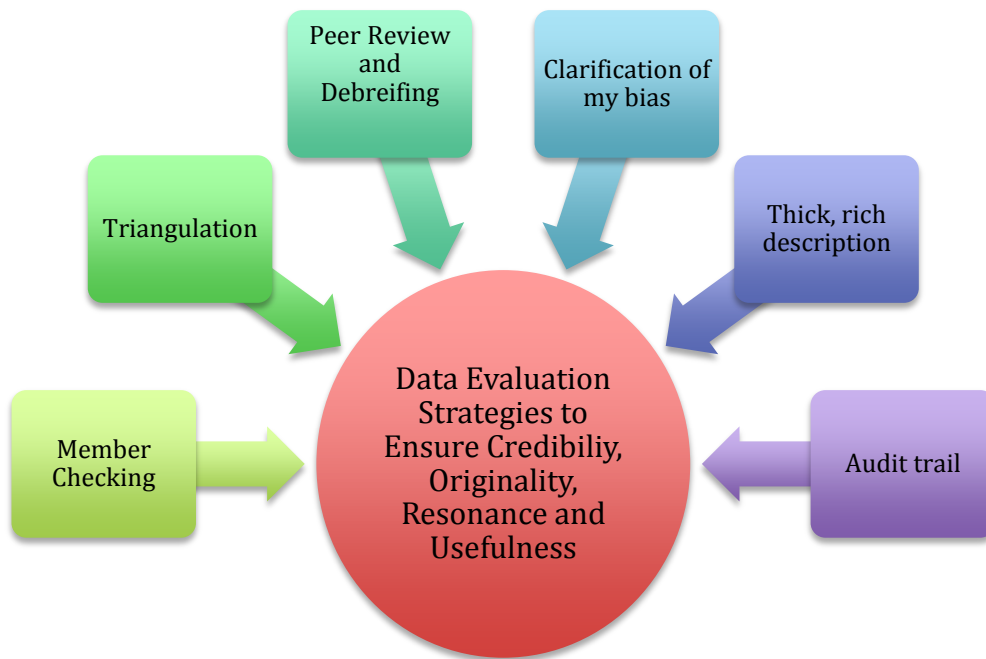 Peer Review
and
Debreifing
Clarification of
my bias
Triangulation
Thick, rich
description
Member
Checking
Data Evaluation
Strategies to
Ensure Credibiliy,
Originality,
Resonance and
Usefulness
Audit trail